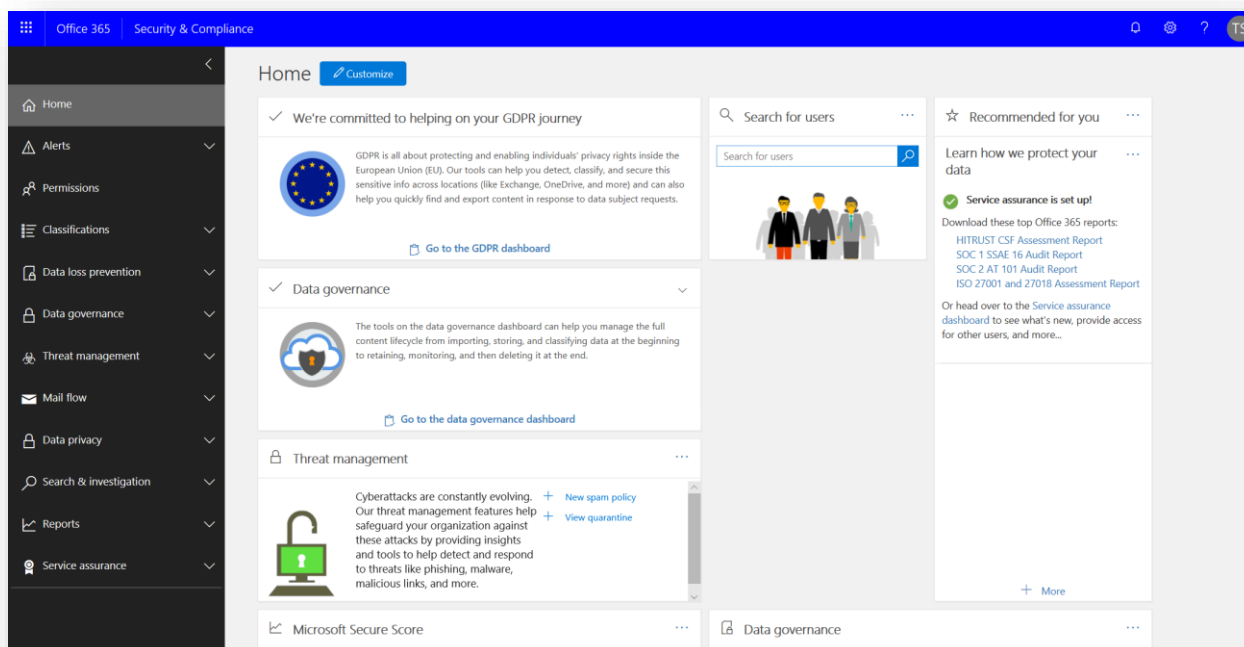 Office 365
Security & Compliance
?
TS
Home
Alerts
Permissions
Classifications
Data loss prevention
Data governance
Threat management
Mail flow
Data privacy
Search & investigation
Reports
Service assurance
Home
Customize
We're committed to helping on your GDPR journey
GDPR is all about protecting and enabling individuals' privacy rights inside the
European Union (EU). Our tools can help you detect, classify, and secure this
sensitive info across locations (like Exchange, OneDrive, and more) and can also
help you quickly find and export content in response to data subject requests.
Go to the GDPR dashboard
Data governance
The tools on the data governance dashboard can help you manage the full
content lifecycle from importing, storing, and classifying data at the beginning
to retaining, monitoring, and then deleting it at the end.
Go to the data governance dashboard
Threat management
Cyberattacks are constantly evolving.
Our threat management features help
safeguard your organization against
these attacks by providing insights
and tools to help detect and respond
to threats like phishing, malware,
malicious links, and more.
+ New spam policy
+ View quarantine
Microsoft Secure Score
Search for users
Search for users
Recommended for you
Learn how we protect your
data
Service assurance is set up!
Download these top Office 365 reports:
HITRUST CSF Assessment Report
SOC 1 SSAE 16 Audit Report
SOC 2 AT 101 Audit Report
ISO 27001 and 27018 Assessment Report
Or head over to the Service assurance
dashboard to see what's new, provide access
for other users, and more...
+ More
Data governance